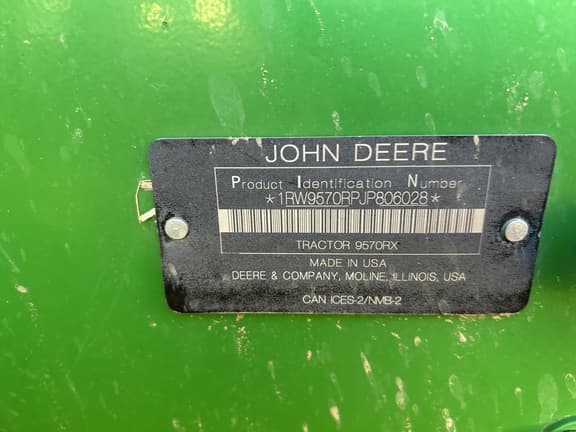 JOHN DEERE
Product Identification Number
*1RW9570RPJP806028*
TRACTOR 9570RX
MADE IN USA
DEERE & COMPANY, MOLINE, ILLINOIS, USA
CAN ICES-2/NMB-2